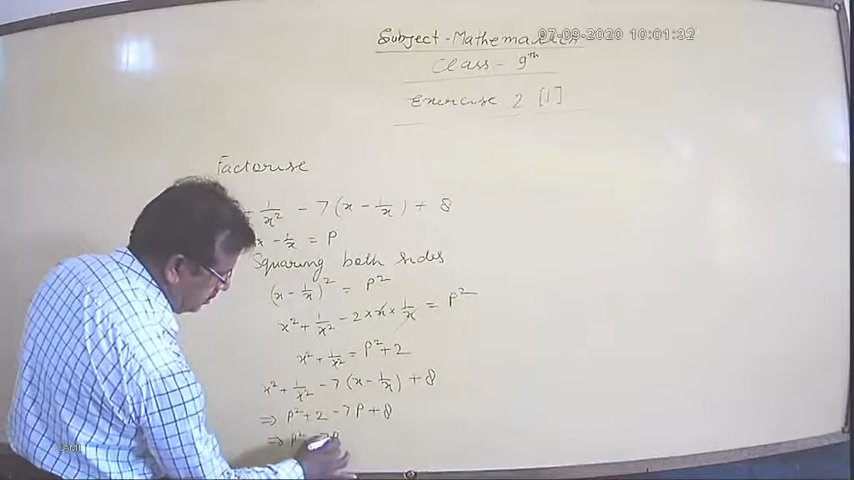 Subject - Mathematics
07-09-2020 10:01:32
Class - 9th
Exercise 2 [1]
Factorise
+ 1/x² - 7(x - 1/x) + 8
x - 1/x = P
Squaring both sides
(x - 1/x)² = P²
x² + 1/x² - 2 × x × 1/x = P²
x² + 1/x² = P² + 2
x² + 1/x² - 7(x - 1/x) + 8
⇒ P² + 2 - 7P + 8
⇒ P² - 7P